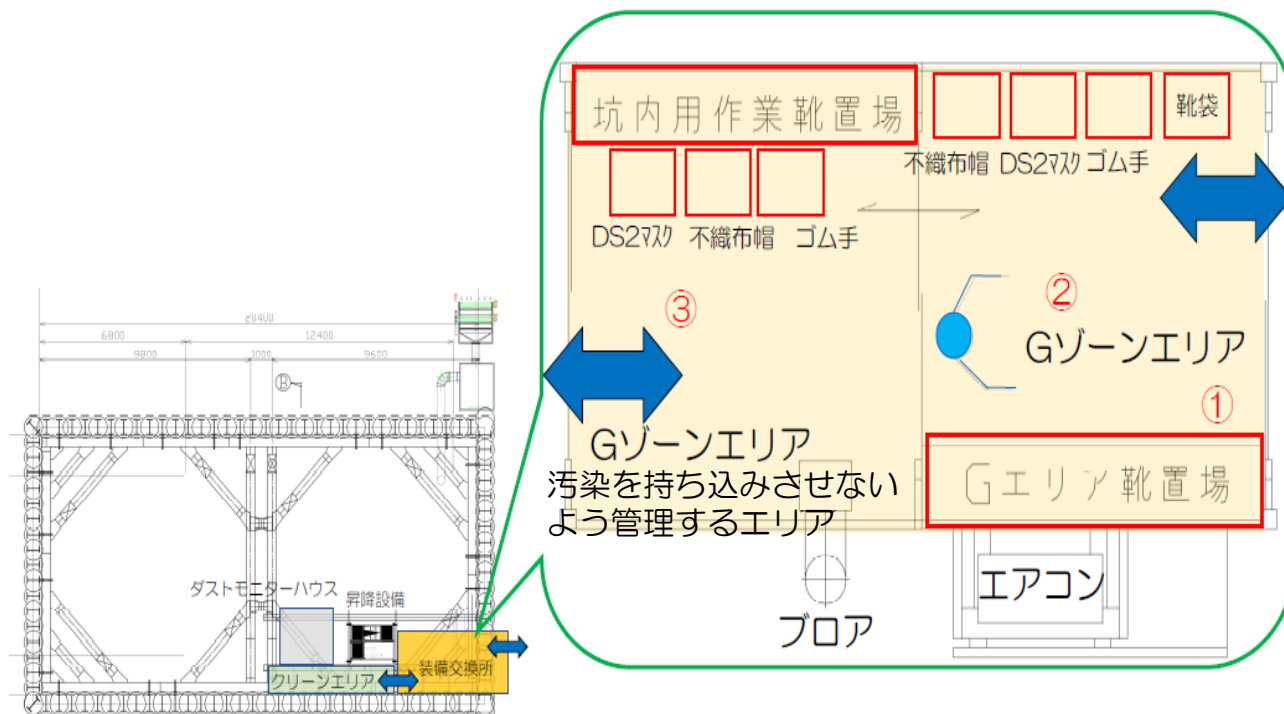 坑内用作業靴置場
靴袋
不織布帽 DS2マスク ゴム手
DS2マスク 不織布帽 ゴム手
③
②
Gゾーンエリア
①
Gゾーンエリア
汚染を持ち込みさせない
よう管理するエリア
Gエリア靴置場
エアコン
ブロア
20400
6800 12400
9800 1000 9600
B
ダストモニターハウス
昇降設備
装備交換所
クリーンエリア